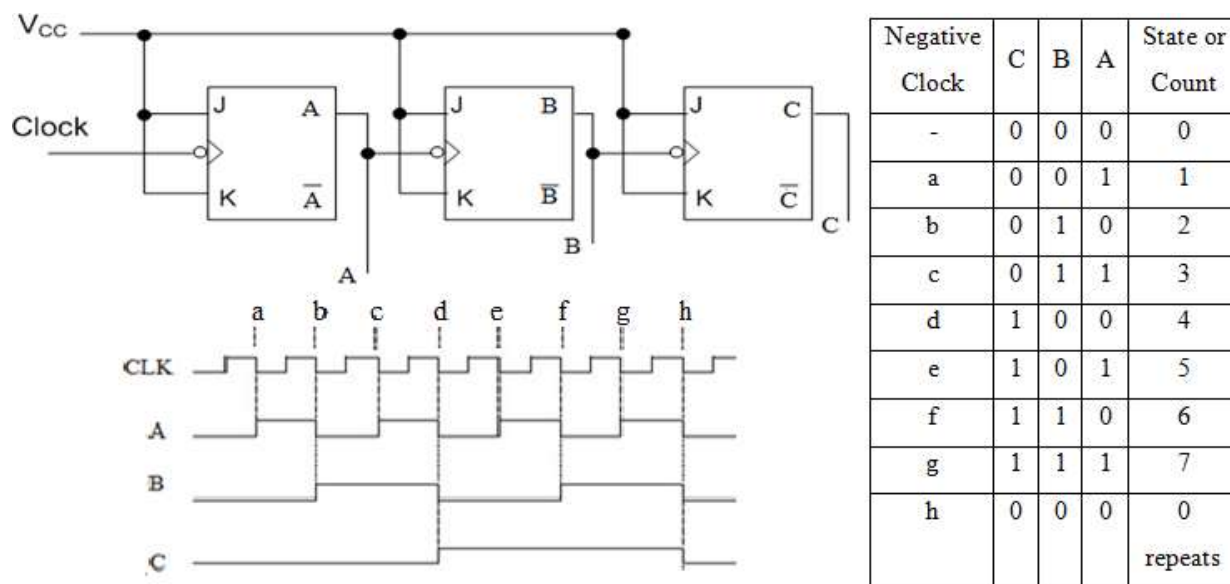 V_CC
J A
K A̅
J B
K B̅
J C
K C̅
Clock
A
B
C
a b c d e f g h
CLK
A
B
C
Negative Clock C B A State or Count
- 0 0 0 0
a 0 0 1 1
b 0 1 0 2
c 0 1 1 3
d 1 0 0 4
e 1 0 1 5
f 1 1 0 6
g 1 1 1 7
h 0 0 0 0
repeats